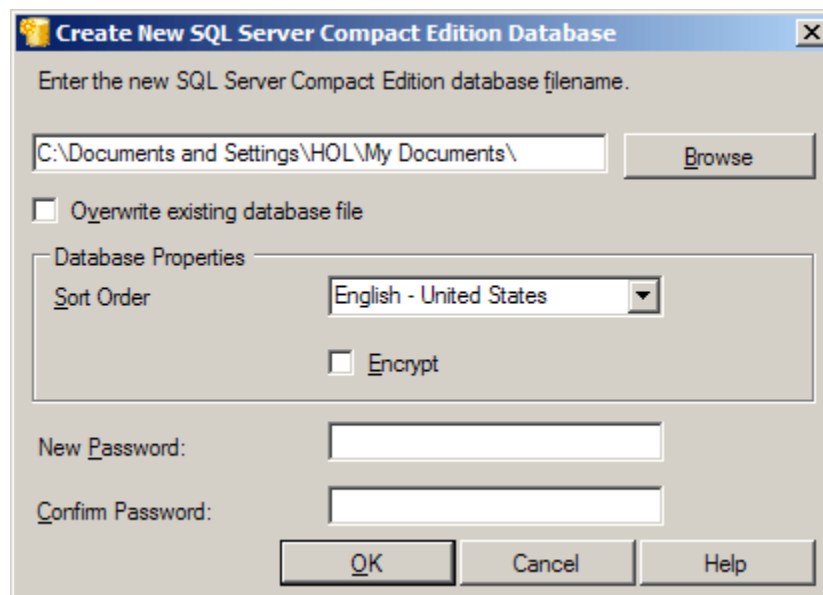 Create New SQL Server Compact Edition Database
Enter the new SQL Server Compact Edition database filename.
C:\Documents and Settings\HOL\My Documents\
Browse
Overwrite existing database file
Database Properties
Sort Order
English - United States
Encrypt
New Password:
Confirm Password:
OK Cancel Help